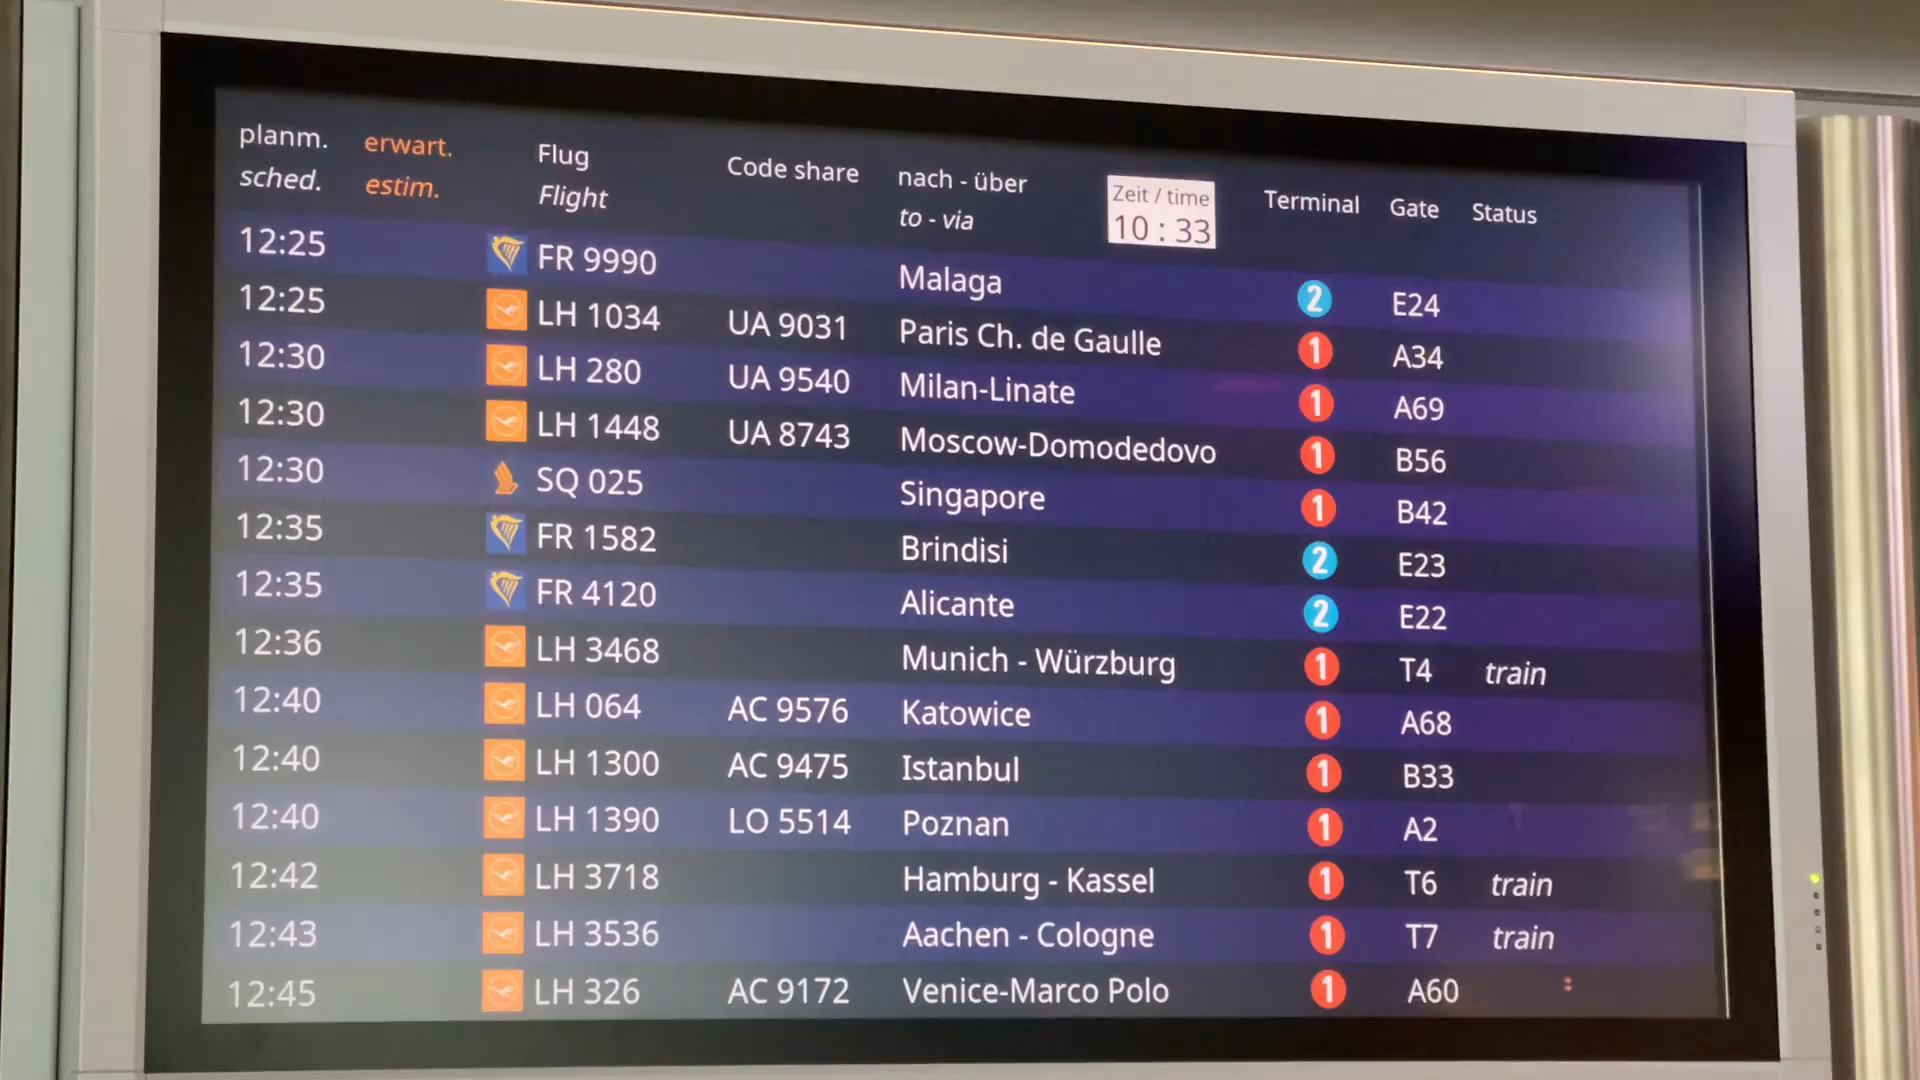 planm. erwart. Flug Code share nach - über Zeit / time Terminal Gate Status
sched. estim. Flight to - via 10 : 33
12:25 FR 9990 Malaga 2 E24
12:25 LH 1034 UA 9031 Paris Ch. de Gaulle 1 A34
12:30 LH 280 UA 9540 Milan-Linate 1 A69
12:30 LH 1448 UA 8743 Moscow-Domodedovo 1 B56
12:30 SQ 025 Singapore 1 B42
12:35 FR 1582 Brindisi 2 E23
12:35 FR 4120 Alicante 2 E22
12:36 LH 3468 Munich - Würzburg 1 T4 train
12:40 LH 064 AC 9576 Katowice 1 A68
12:40 LH 1300 AC 9475 Istanbul 1 B33
12:40 LH 1390 LO 5514 Poznan 1 A2
12:42 LH 3718 Hamburg - Kassel 1 T6 train
12:43 LH 3536 Aachen - Cologne 1 T7 train
12:45 LH 326 AC 9172 Venice-Marco Polo 1 A60